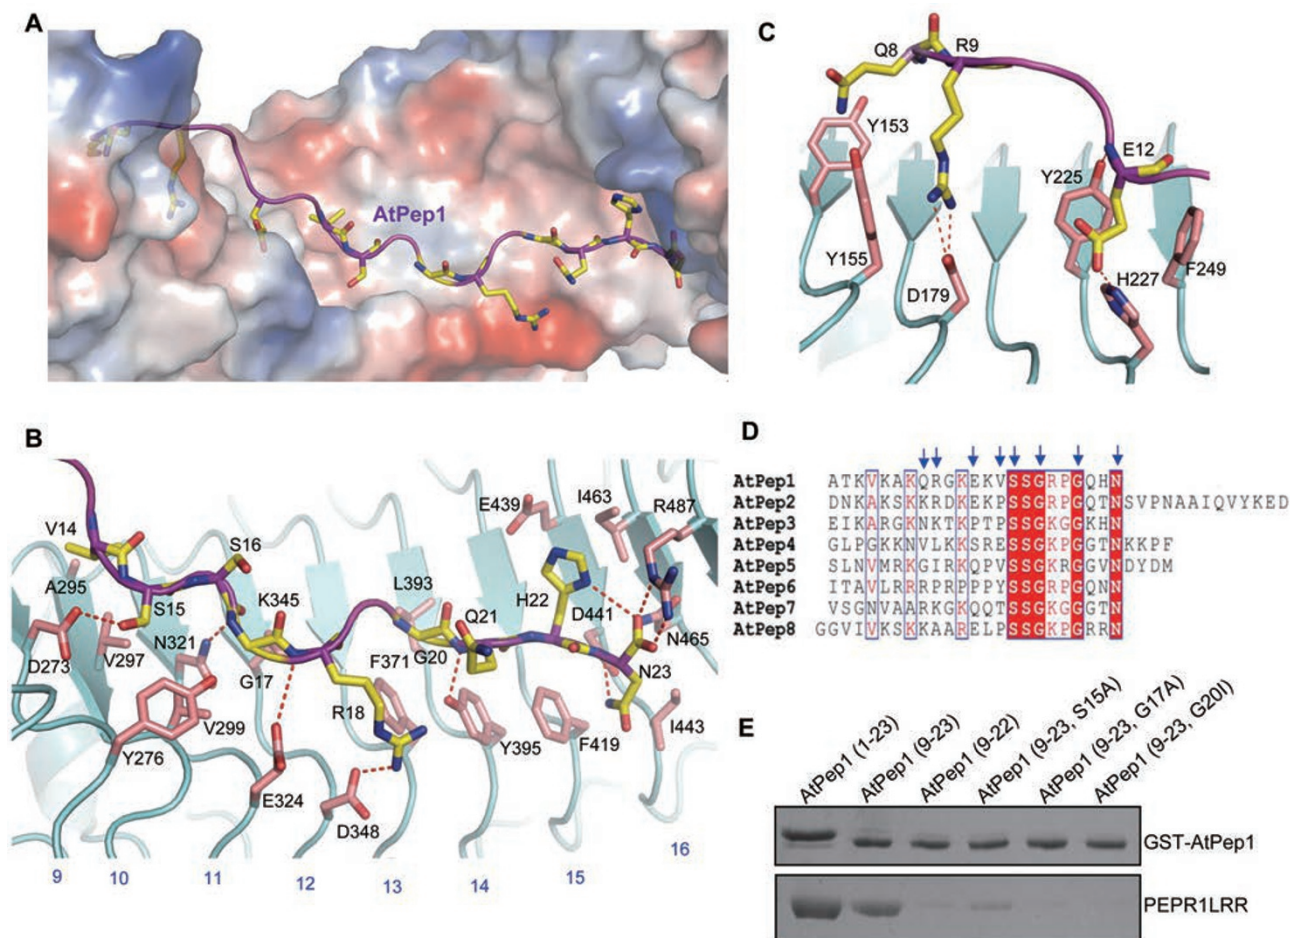 A
AtPep1
B
V14
A295
D273
S15
V297
N321
S16
K345
G17
V299
Y276
E324
R18
D348
F371
L393
G20
Q21
Y395
E439
I463
R487
H22
D441
N465
F419
N23
I443
9 10 11 12 13 14 15 16
C
Q8
R9
Y153
Y155
D179
E12
Y225
H227
F249
D
AtPep1 ATKVKAKQRGKEKVSSGRPGQHN
AtPep2 DNKAKSKKRDKEKPSSGRPGQTNSVPNAAIQVYKED
AtPep3 EIKARGKNKTKPTPSSGKGGKHN
AtPep4 GLPGKKNVLKKSRESSGKPGGTNKKPF
AtPep5 SLNVMRKGIRKQPVSSGKPGGVNDYDM
AtPep6 ITAVLRRRPRPPPYSSGRPGQNN
AtPep7 VSGNVAARKGKQQTSSGKGGGTN
AtPep8 GGVIVKSKKAARELPSSGKPGRRN
E
AtPep1 (1-23)
AtPep1 (9-23)
AtPep1 (9-22)
AtPep1 (9-23, S15A)
AtPep1 (9-23, G17A)
AtPep1 (9-23, G20I)
GST-AtPep1
PEPR1LRR